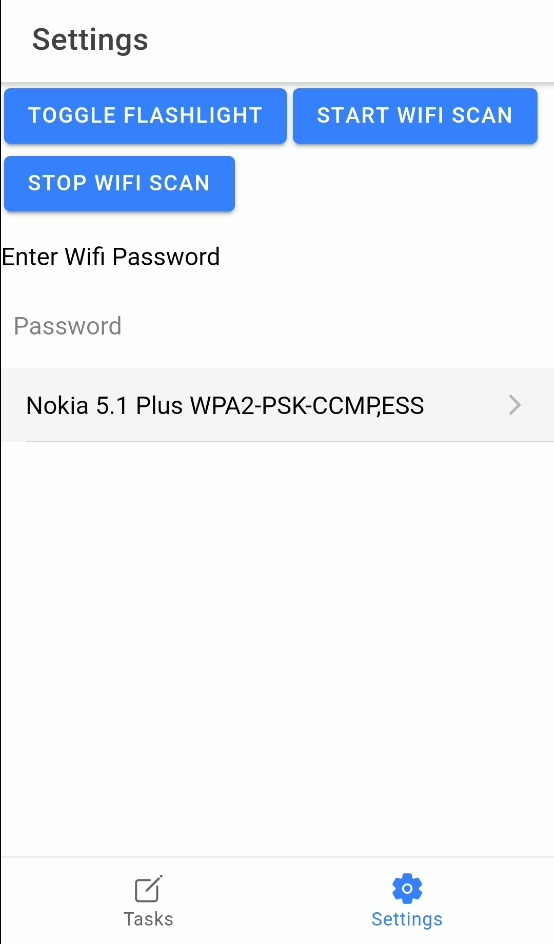 Settings
TOGGLE FLASHLIGHT START WIFI SCAN
STOP WIFI SCAN
Enter Wifi Password
Password
Nokia 5.1 Plus WPA2-PSK-CCMP,ESS
Tasks Settings